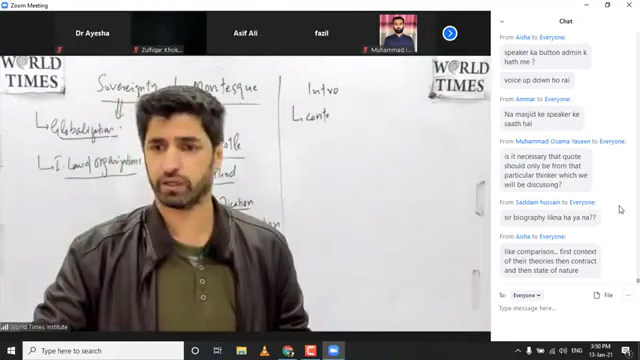 Zoom Meeting
Dr Ayesha
Zulfiqar Khok...
Asif Ali
fazil
Muhammad I...
WORLD
TIMES
Sovereignty
Montesque
Globalization
Intro
WORLD
TIMES
World Times Institute
Chat
From Aisha to Everyone:
speaker ka button admin k
hath me ?
voice up down ho rai
From Ammar to Everyone:
Na masjid ke speaker ke
saath hai
From Muhammad Osama Yaseen to Everyone:
is it necessary that quote
should only be from that
particular thinker which we
will be discussing?
From Saddam hussain to Everyone:
sir biography likna ha ya na??
From Aisha to Everyone:
like comparison... first context
of their theories then contract
and then state of nature
To: Everyone
File
Type message here...
Type here to search
ENG
3:50 PM
13-Jan-21